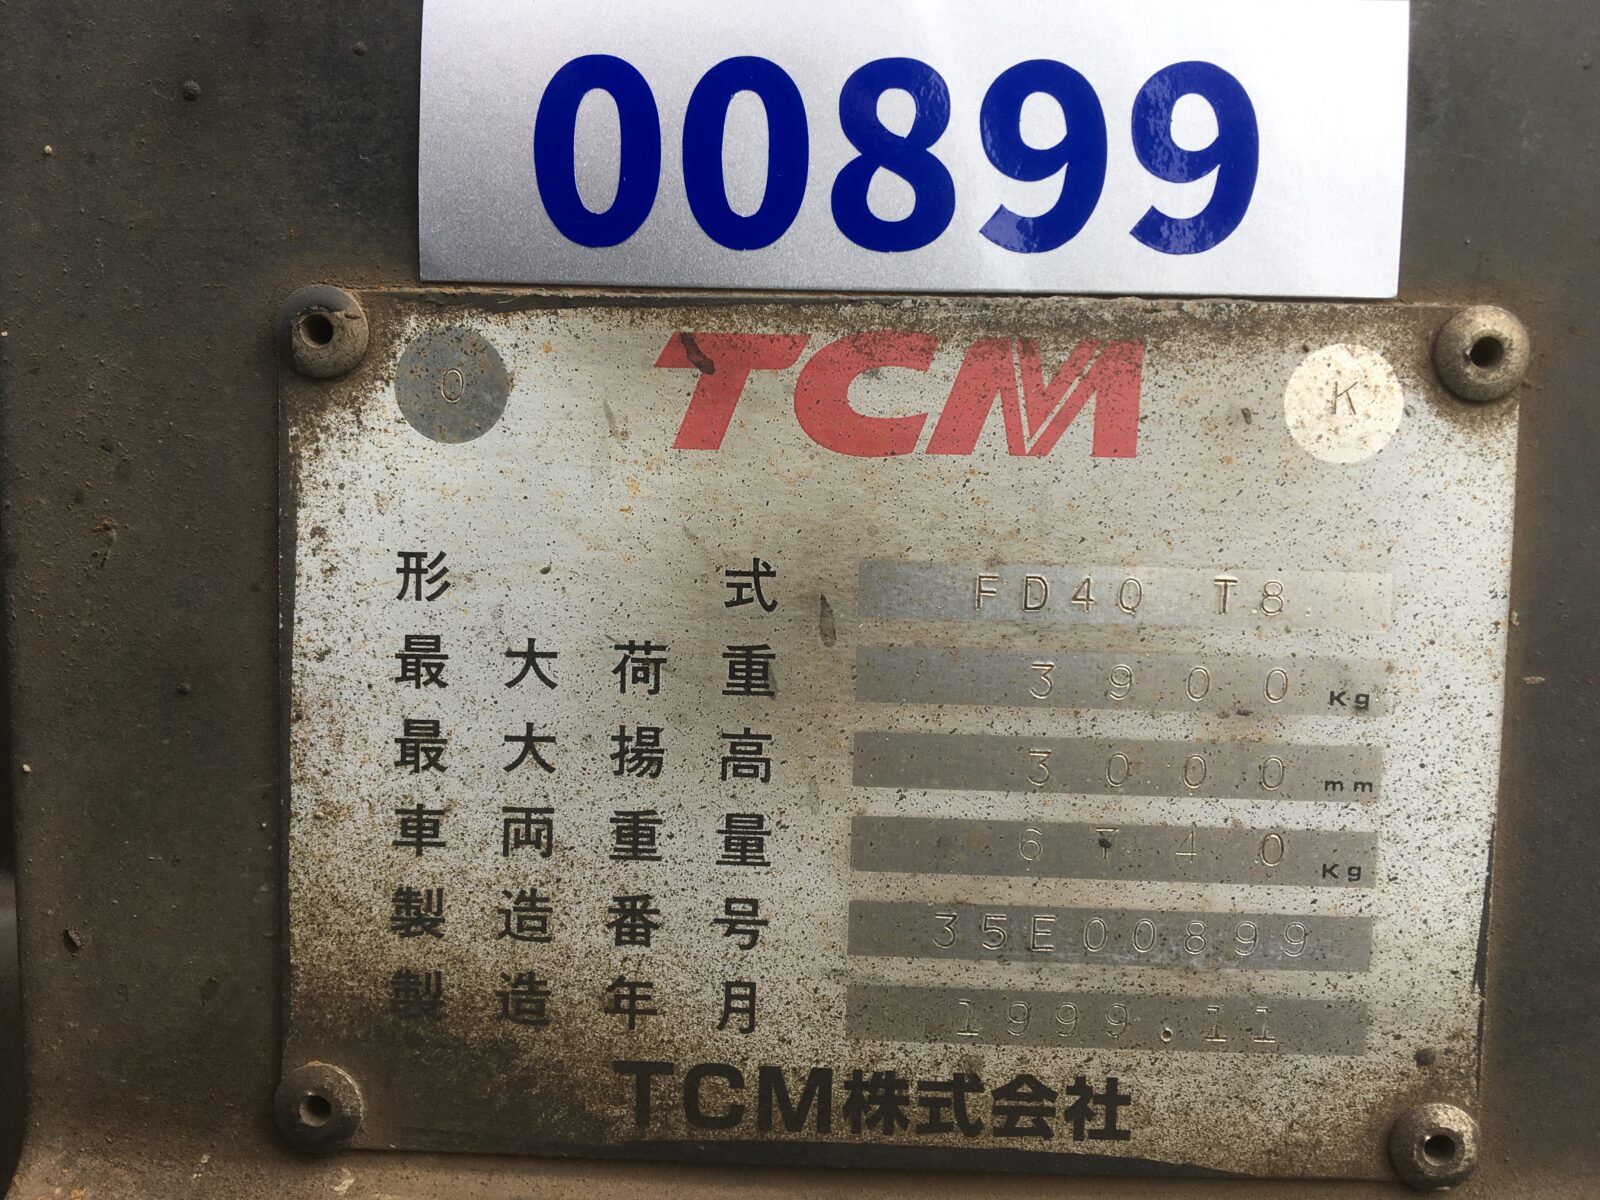 00899
O TCM K
形式 FD40 T8
最大荷重 3900 Kg
最大揚高 3000 mm
車両重量 6740 Kg
製造番号 35E00899
製造年月 1999.11
TCM株式会社